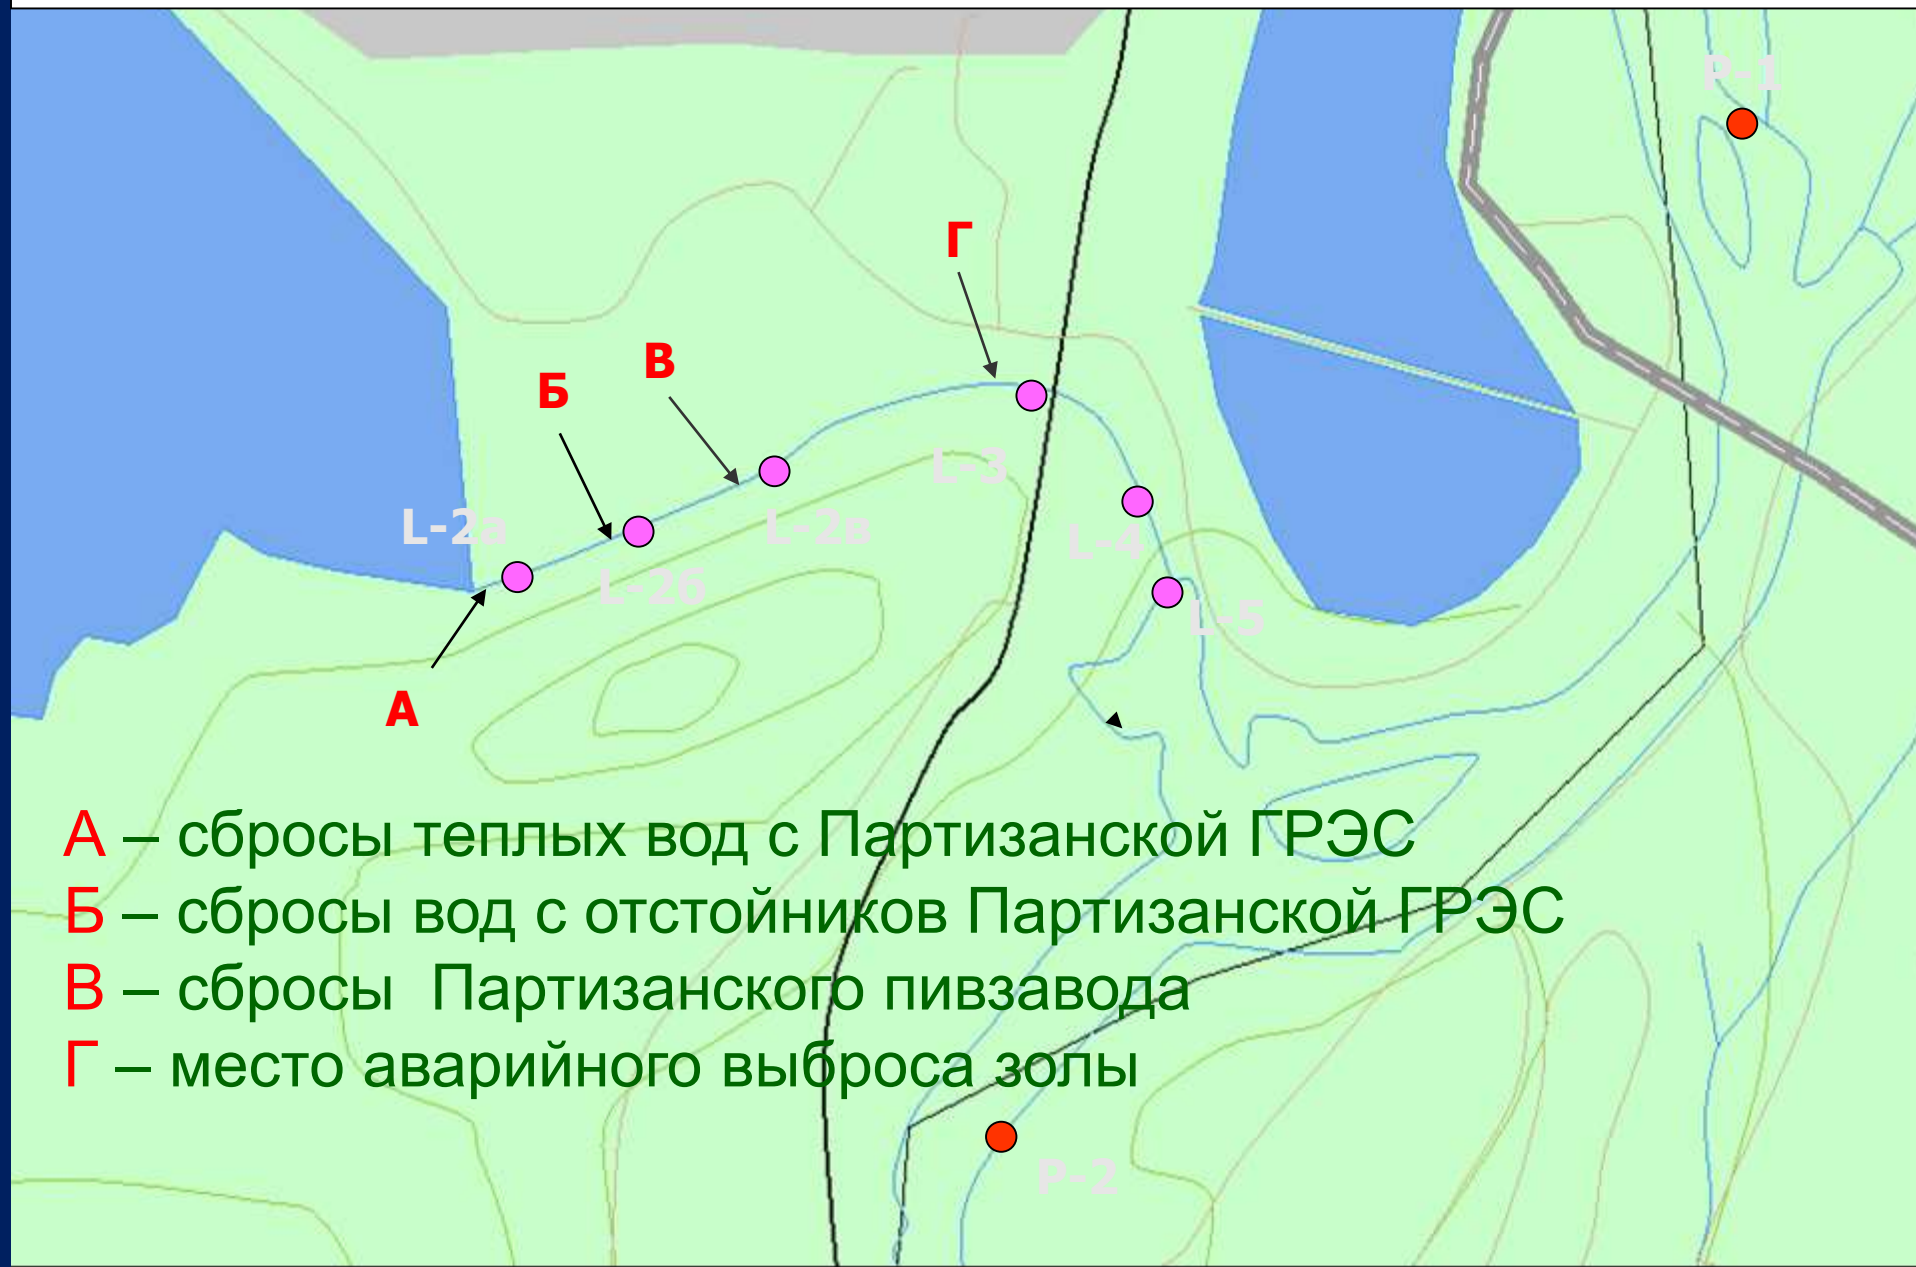 P-1
Г
В
Б
L-3
L-2а
L-2в
L-4
L-2б
L-5
А
А – сбросы теплых вод с Партизанской ГРЭС
Б – сбросы вод с отстойников Партизанской ГРЭС
В – сбросы Партизанского пивзавода
Г – место аварийного выброса золы
P-2